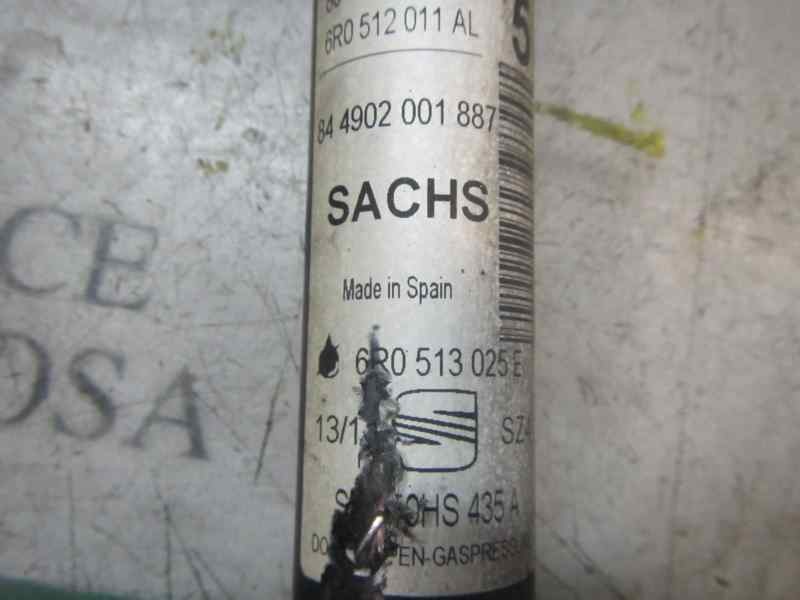 6R0 512 011 AL
5
84 4902 001 887
SACHS
Made in Spain
6R0 513 025 E
13/1
SZ
435 A
EN-GASPRESS
CE
OSA